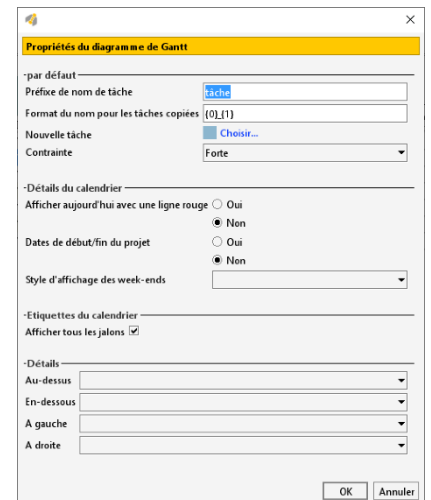 Propriétés du diagramme de Gantt
par défaut
Préfixe de nom de tâche tâche
Format du nom pour les tâches copiées {0}_{1}
Nouvelle tâche Choisir...
Contrainte Forte
Détails du calendrier
Afficher aujourd'hui avec une ligne rouge Oui
Non
Dates de début/fin du projet Oui
Non
Style d'affichage des week-ends
Etiquettes du calendrier
Afficher tous les jalons
Détails
Au-dessus
En-dessous
A gauche
A droite
OK Annuler